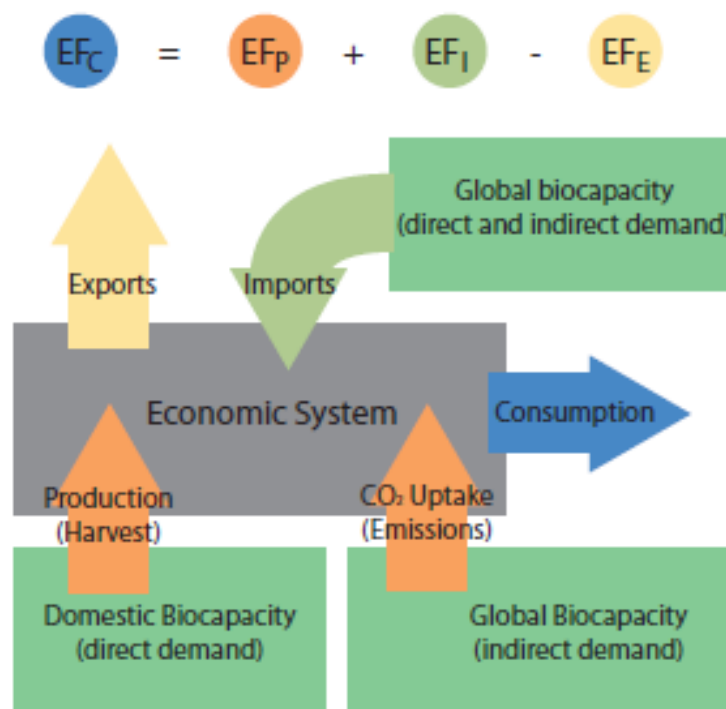 EFC = EFP + EFI - EFE
Global biocapacity
(direct and indirect demand)
Exports
Imports
Economic System
Consumption
Production
(Harvest)
CO₂ Uptake
(Emissions)
Domestic Biocapacity
(direct demand)
Global Biocapacity
(indirect demand)